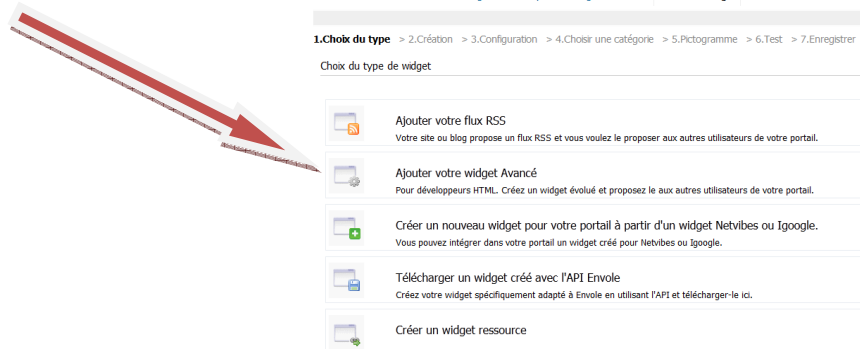 1.Choix du type > 2.Création > 3.Configuration > 4.Choisir une catégorie > 5.Pictogramme > 6.Test > 7.Enregistrer
Choix du type de widget
Ajouter votre flux RSS
Votre site ou blog propose un flux RSS et vous voulez le proposer aux autres utilisateurs de votre portail.
Ajouter votre widget Avancé
Pour développeurs HTML. Créez un widget évolué et proposez le aux autres utilisateurs de votre portail.
Créer un nouveau widget pour votre portail à partir d'un widget Netvibes ou Igoogle.
Vous pouvez intégrer dans votre portail un widget créé pour Netvibes ou Igoogle.
Télécharger un widget créé avec l'API Envole
Créez votre widget spécifiquement adapté à Envole en utilisant l'API et télécharger-le ici.
Créer un widget ressource